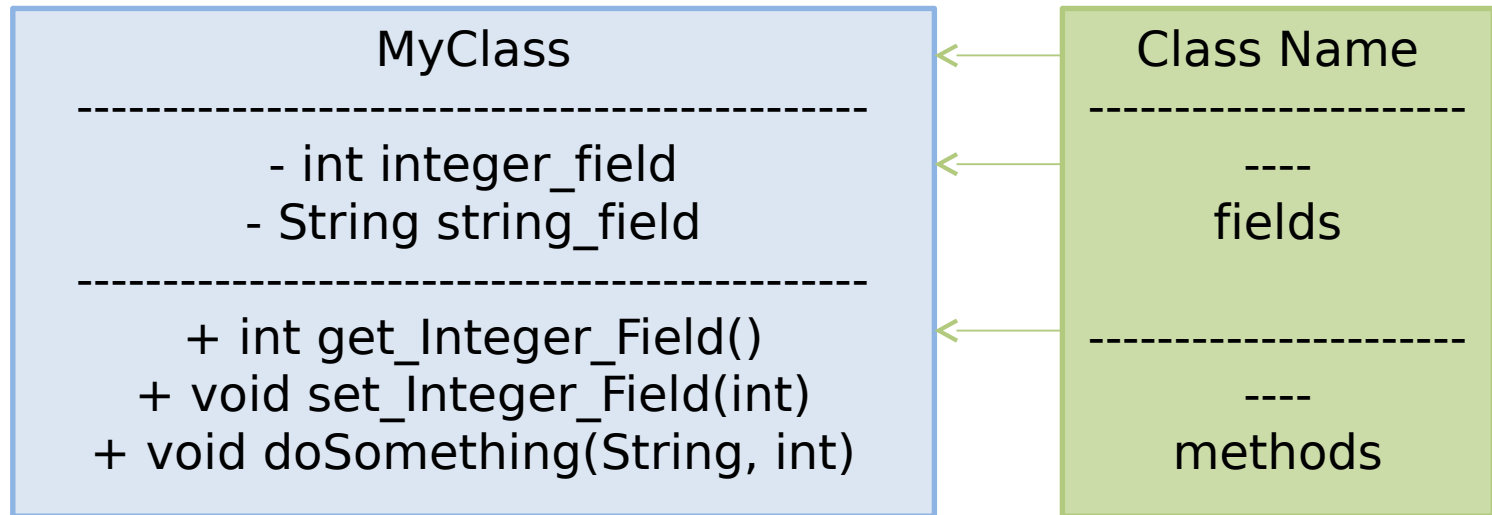 MyClass
----------------------------------------------
- int integer_field
- String string_field
----------------------------------------------
+ int get_Integer_Field()
+ void set_Integer_Field(int)
+ void doSomething(String, int)
Class Name
----------------------
----
fields
----------------------
----
methods